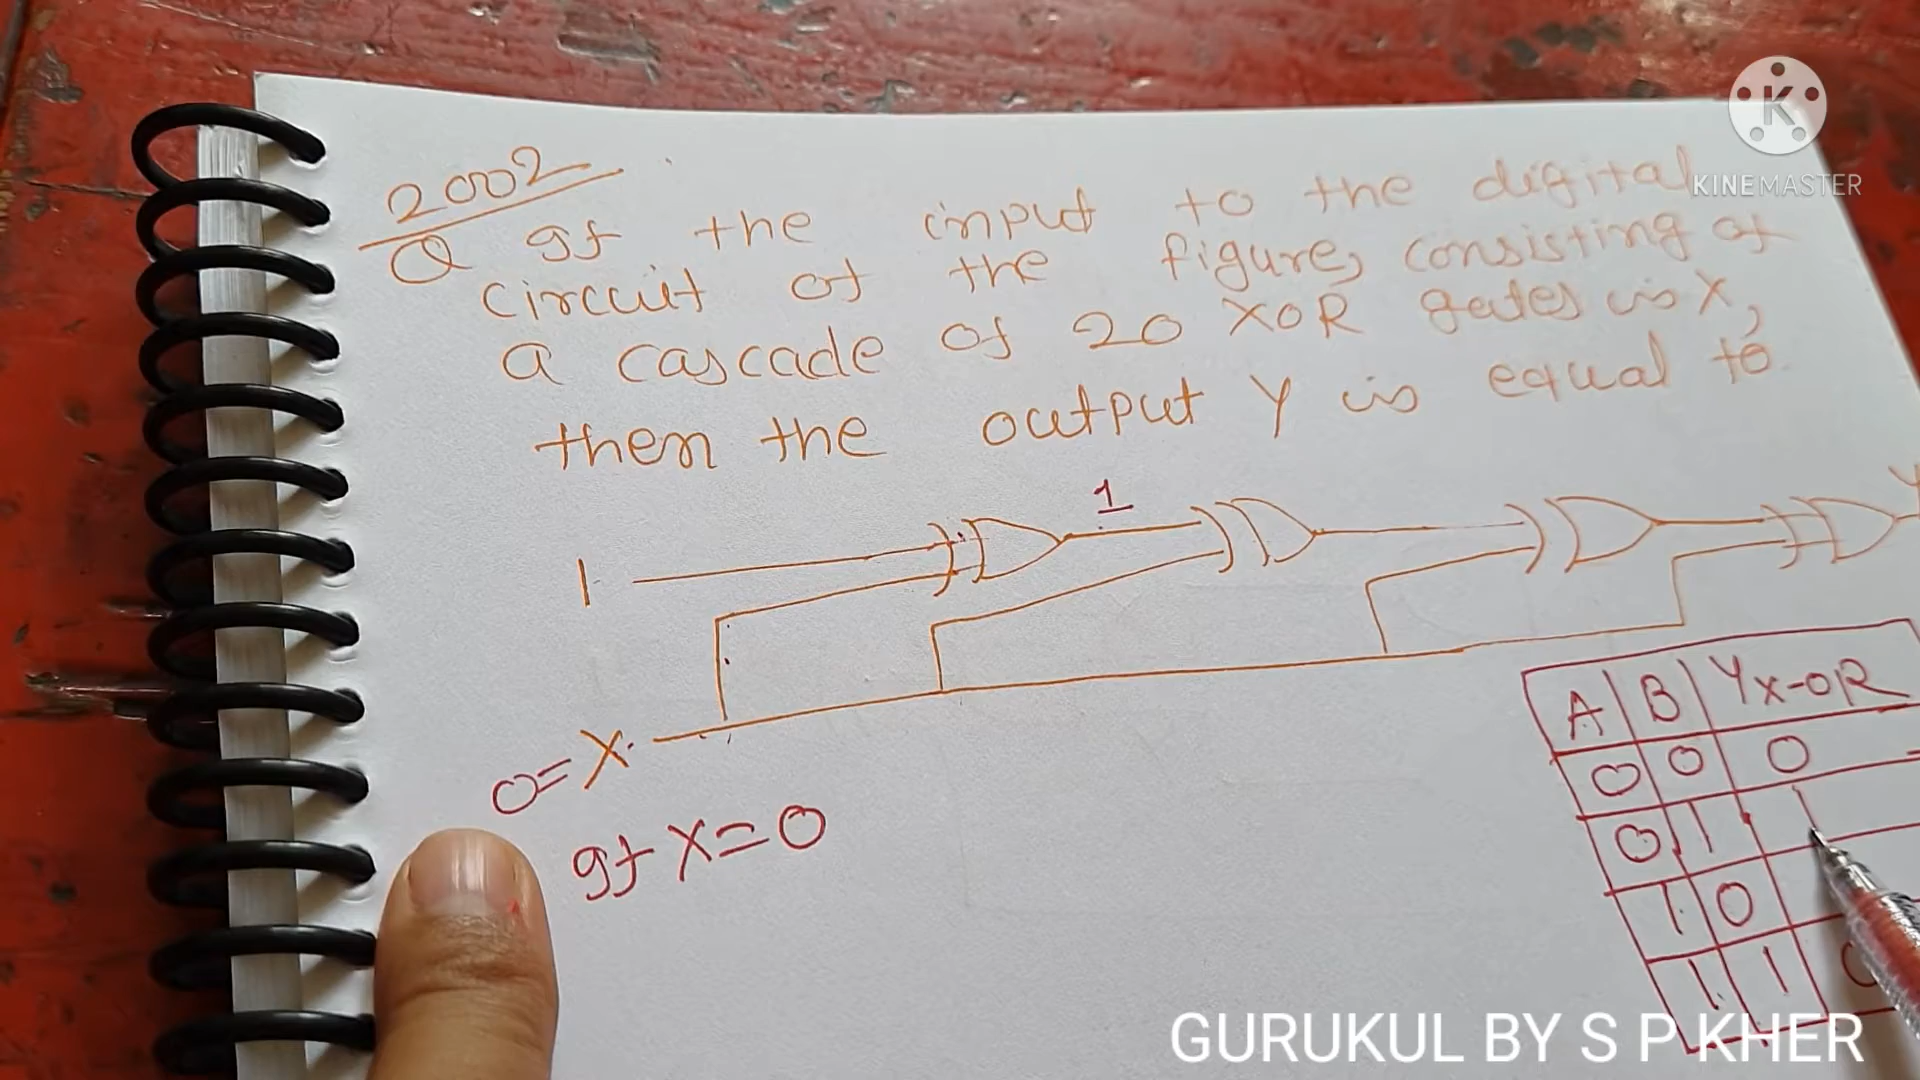 2002
Q If the input to the digital
circuit of the figure, consisting of
a cascade of 20 XOR gates is X,
then the output Y is equal to
1
1
Y
0=X
If X=0
A B Y X-OR
0 0 0
0 1 1
1 0
1 1 0
K
KINEMASTER
GURUKUL BY S P KHER